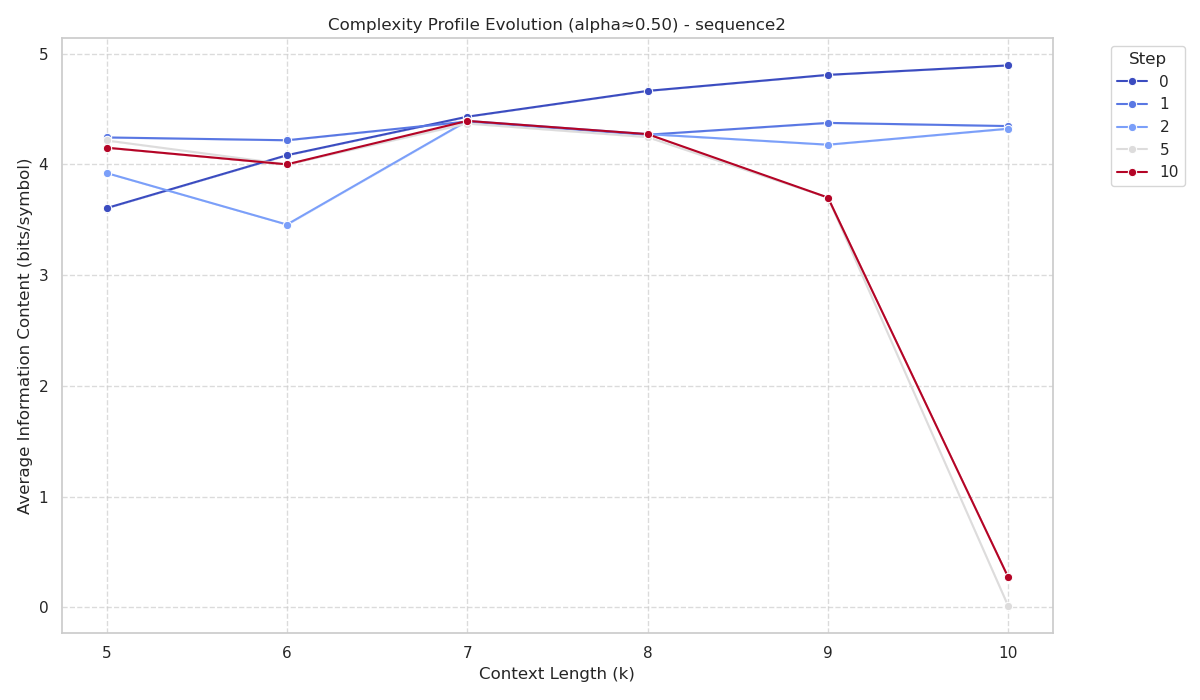 Complexity Profile Evolution (alpha≈0.50) - sequence2
Average Information Content (bits/symbol)
5
4
3
2
1
0
5 6 7 8 9 10
Context Length (k)
Step
0
1
2
5
10